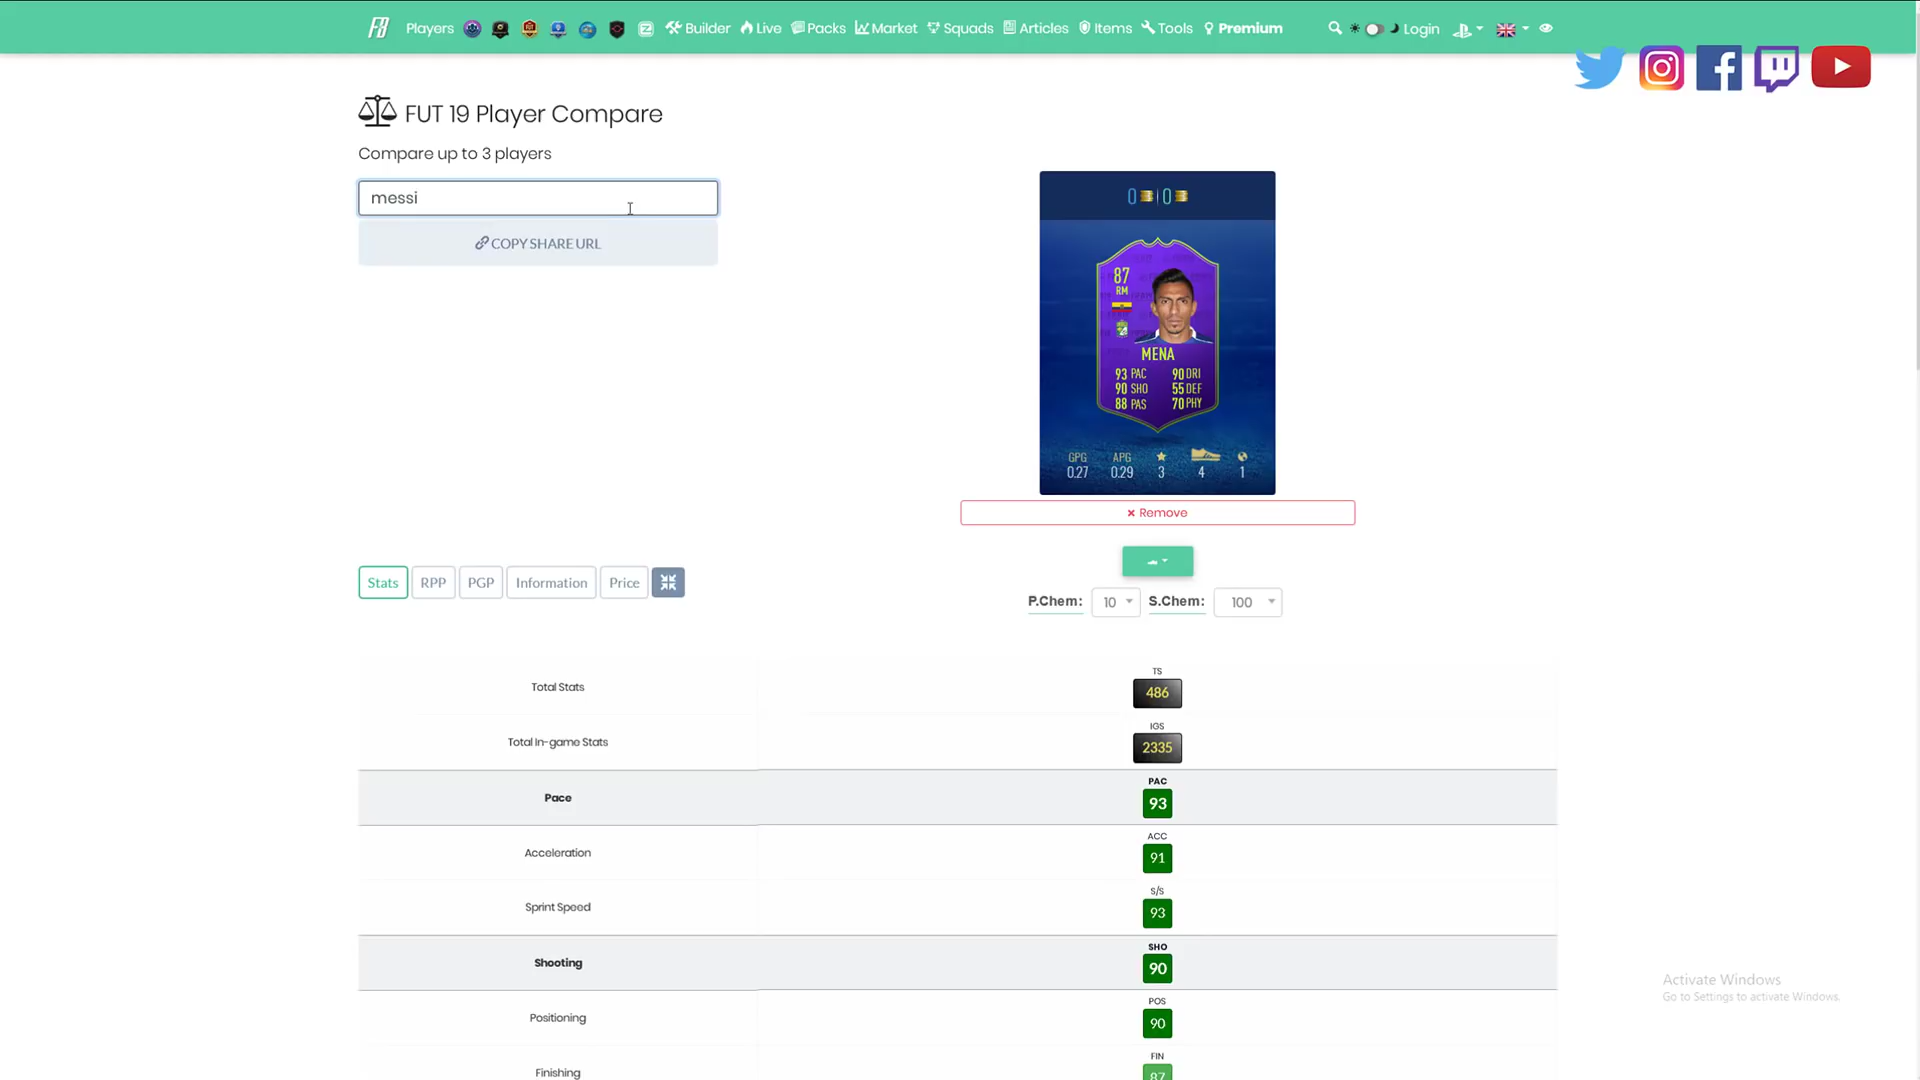 Players Builder Live Packs Market Squads Articles Items Tools Premium Login
FUT 19 Player Compare
Compare up to 3 players
messi
COPY SHARE URL
0 | 0
87
RM
MENA
93 PAC 90 DRI
90 SHO 55 DEF
88 PAS 70 PHY
GPG APG
0.27 0.29 3 4 1
Remove
Stats RPP PGP Information Price
P.Chem: 10 S.Chem: 100
TS
Total Stats 486
IGS
Total In-game Stats 2335
PAC
Pace 93
ACC
Acceleration 91
S/S
Sprint Speed 93
SHO
Shooting 90
POS
Positioning 90
FIN
Finishing 87
Activate Windows
Go to Settings to activate Windows.